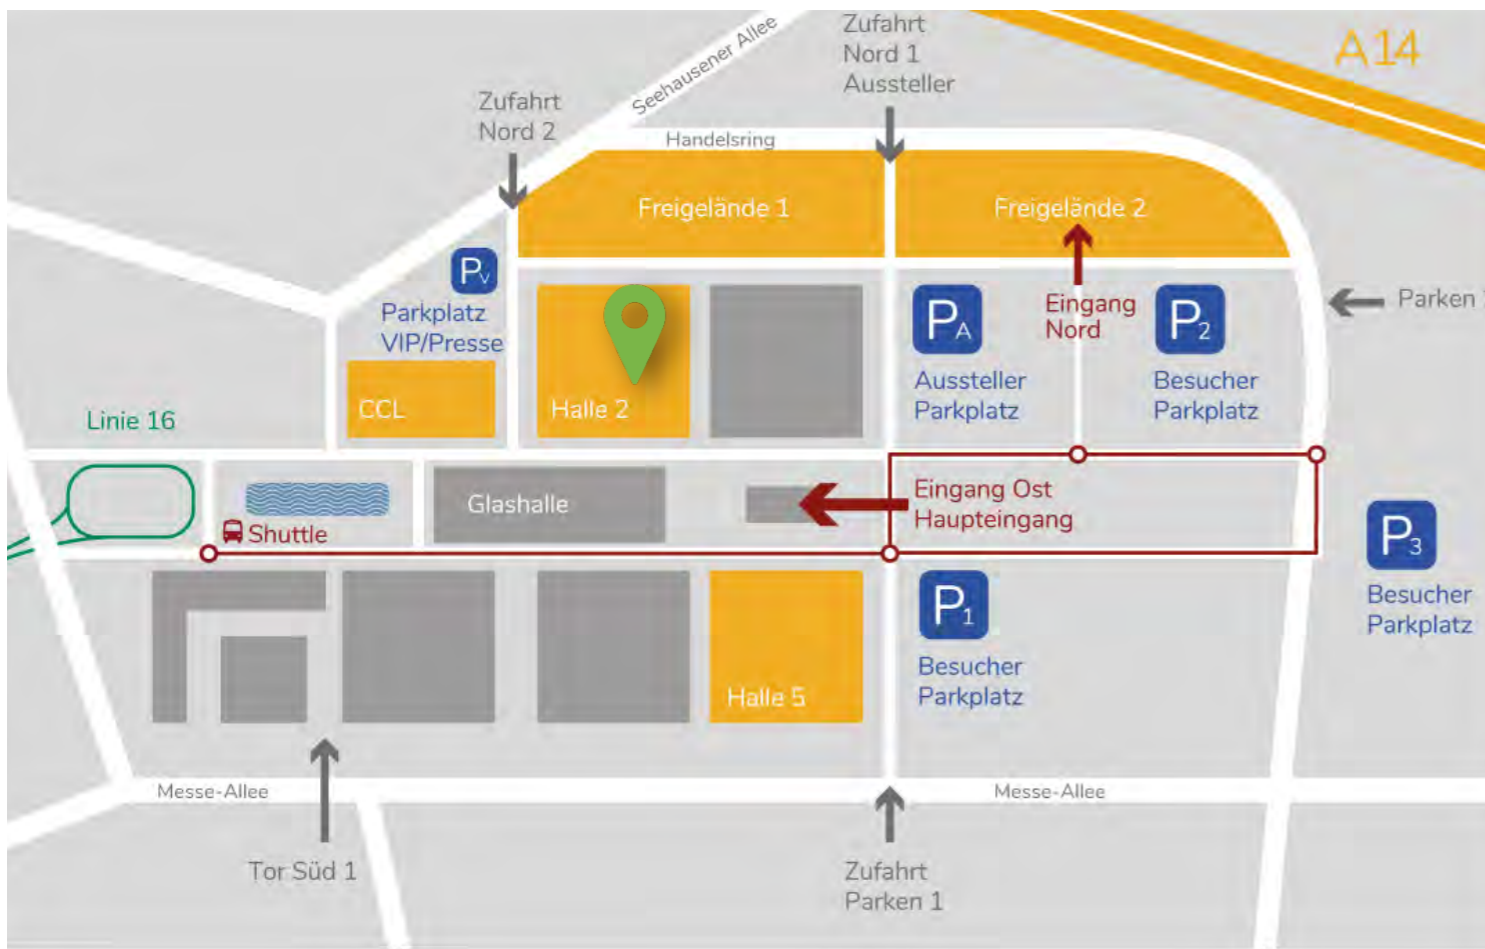 Zufahrt
Nord 1
Aussteller
A14
Seehausener Allee
Zufahrt
Nord 2
Handelsring
Freigelände 1
Freigelände 2
PV
Parkplatz
VIP/Presse
PA
Aussteller
Parkplatz
Eingang
Nord
P2
Besucher
Parkplatz
Parken
CCL
Halle 2
Linie 16
Glashalle
Eingang Ost
Haupteingang
Shuttle
P3
Besucher
Parkplatz
P1
Besucher
Parkplatz
Halle 5
Messe-Allee
Messe-Allee
Tor Süd 1
Zufahrt
Parken 1